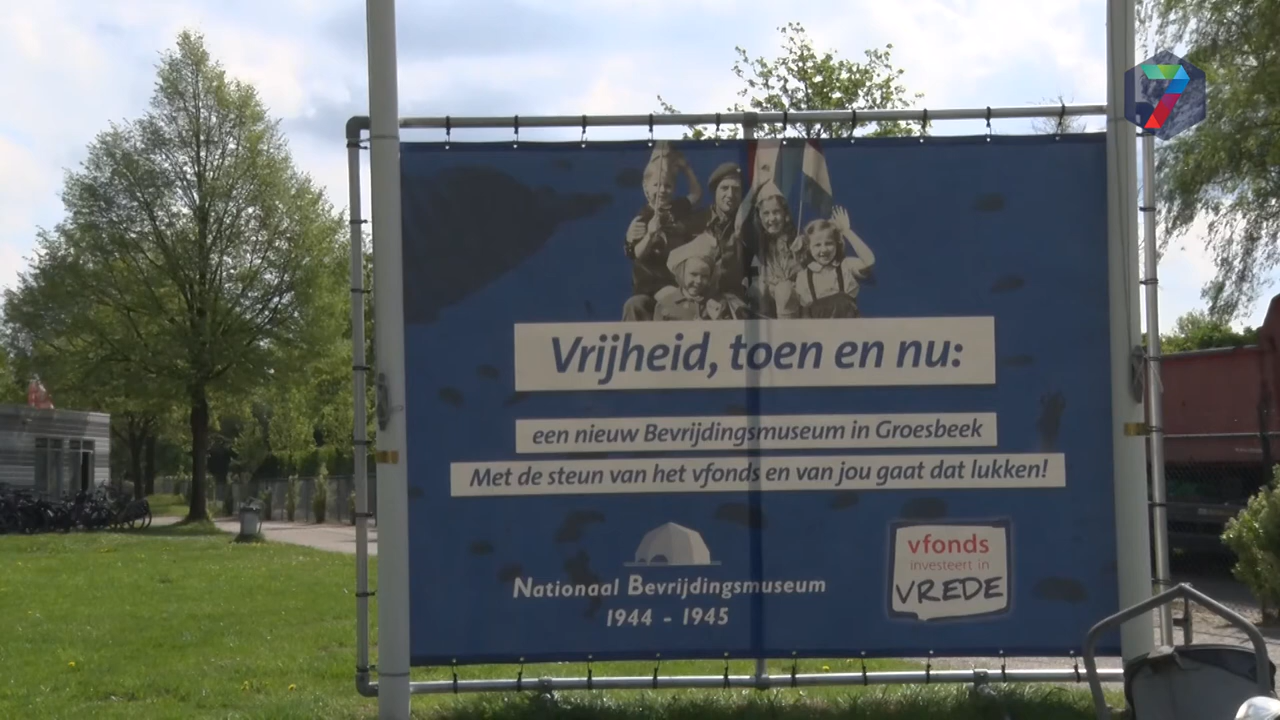 Vrijheid, toen en nu:
een nieuw Bevrijdingsmuseum in Groesbeek
Met de steun van het vfonds en van jou gaat dat lukken!
Nationaal Bevrijdingsmuseum
1944 - 1945
vfonds
investeert in
VREDE
7